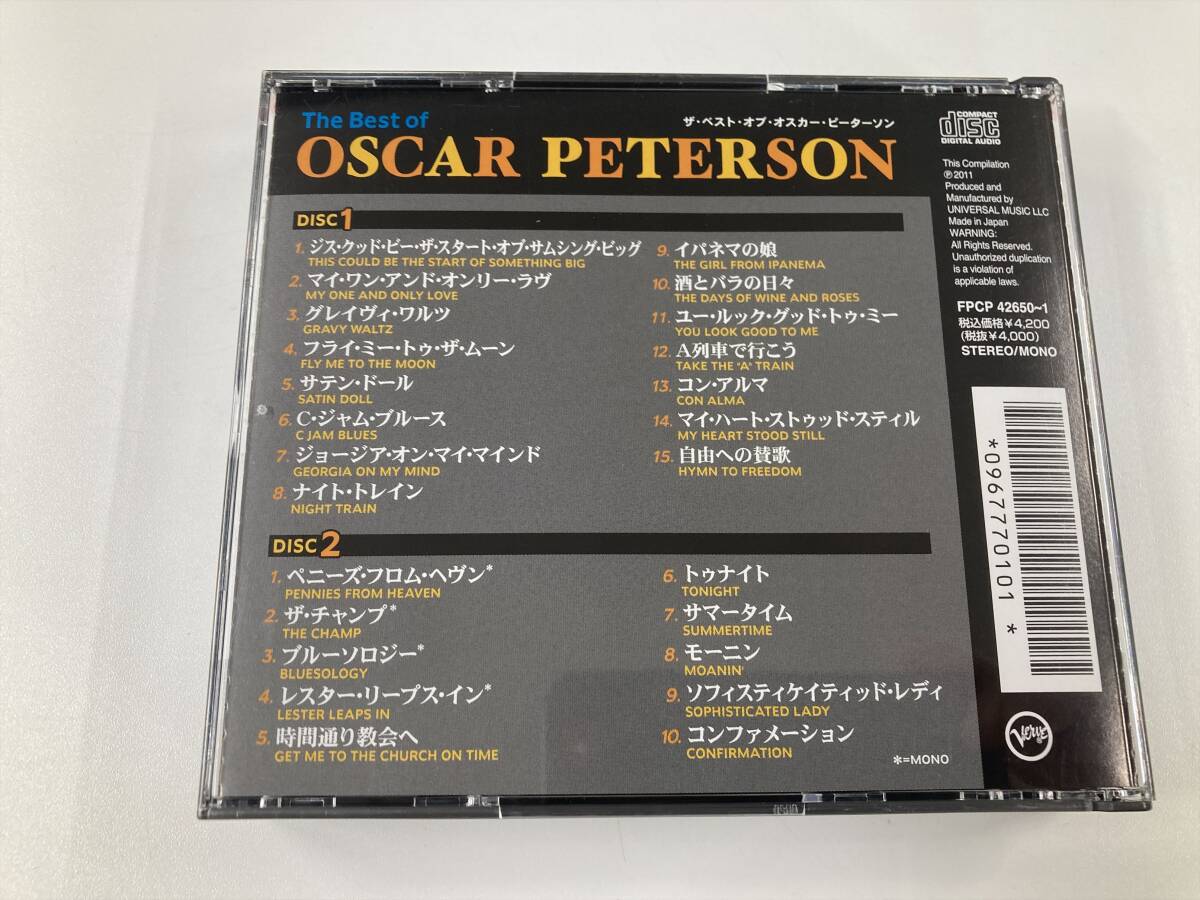 The Best of
ザ・ベスト・オブ・オスカー・ピーターソン
OSCAR PETERSON
DISC 1
1. ジス・クッド・ビー・ザ・スタート・オブ・サムシング・ビッグ
THIS COULD BE THE START OF SOMETHING BIG
2. マイ・ワン・アンド・オンリー・ラヴ
MY ONE AND ONLY LOVE
3. グレイヴィ・ワルツ
GRAVY WALTZ
4. フライ・ミー・トゥ・ザ・ムーン
FLY ME TO THE MOON
5. サテン・ドール
SATIN DOLL
6. C・ジャム・ブルース
C JAM BLUES
7. ジョージア・オン・マイ・マインド
GEORGIA ON MY MIND
8. ナイト・トレイン
NIGHT TRAIN
9. イパネマの娘
THE GIRL FROM IPANEMA
10. 酒とバラの日々
THE DAYS OF WINE AND ROSES
11. ユー・ルック・グッド・トゥ・ミー
YOU LOOK GOOD TO ME
12. A列車で行こう
TAKE THE "A" TRAIN
13. コン・アルマ
CON ALMA
14. マイ・ハート・ストゥッド・スティル
MY HEART STOOD STILL
15. 自由への賛歌
HYMN TO FREEDOM
DISC 2
1. ペニーズ・フロム・ヘヴン*
PENNIES FROM HEAVEN
2. ザ・チャンプ*
THE CHAMP
3. ブルーソロジー*
BLUESOLOGY
4. レスター・リープス・イン*
LESTER LEAPS IN
5. 時間通り教会へ
GET ME TO THE CHURCH ON TIME
6. トゥナイト
TONIGHT
7. サマータイム
SUMMERTIME
8. モーニン
MOANIN'
9. ソフィスティケイティッド・レディ
SOPHISTICATED LADY
10. コンファメーション
CONFIRMATION
*=MONO
COMPACT
disc
DIGITAL AUDIO
This Compilation
℗ 2011
Produced and
Manufactured by
UNIVERSAL MUSIC LLC
Made in Japan
WARNING:
All Rights Reserved.
Unauthorized duplication
is a violation of
applicable laws.
FPCP 42650~1
税込価格¥4,200
(税抜¥4,000)
STEREO/MONO
*0967770101*
VERVE